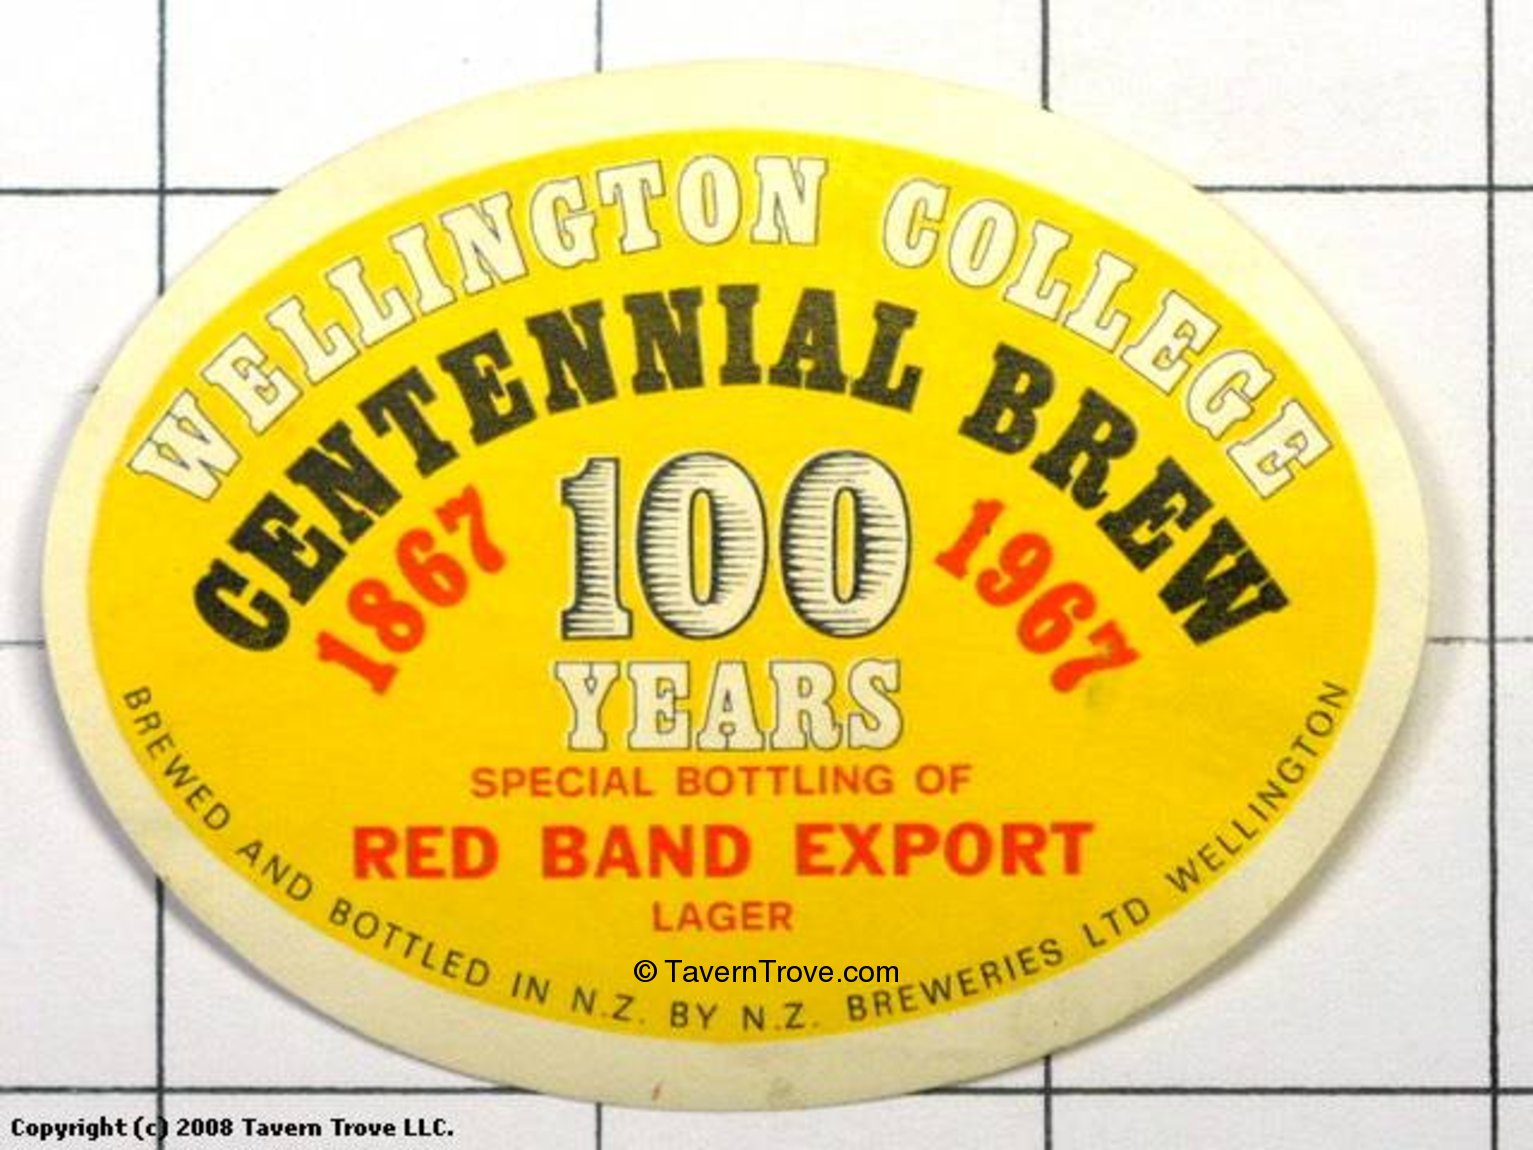 WELLINGTON COLLEGE
CENTENNIAL BREW
1867 100 1967
YEARS
SPECIAL BOTTLING OF
RED BAND EXPORT
LAGER
BREWED AND BOTTLED IN N.Z. BY N.Z. BREWERIES LTD WELLINGTON
© TavernTrove.com
Copyright (c) 2008 Tavern Trove LLC.